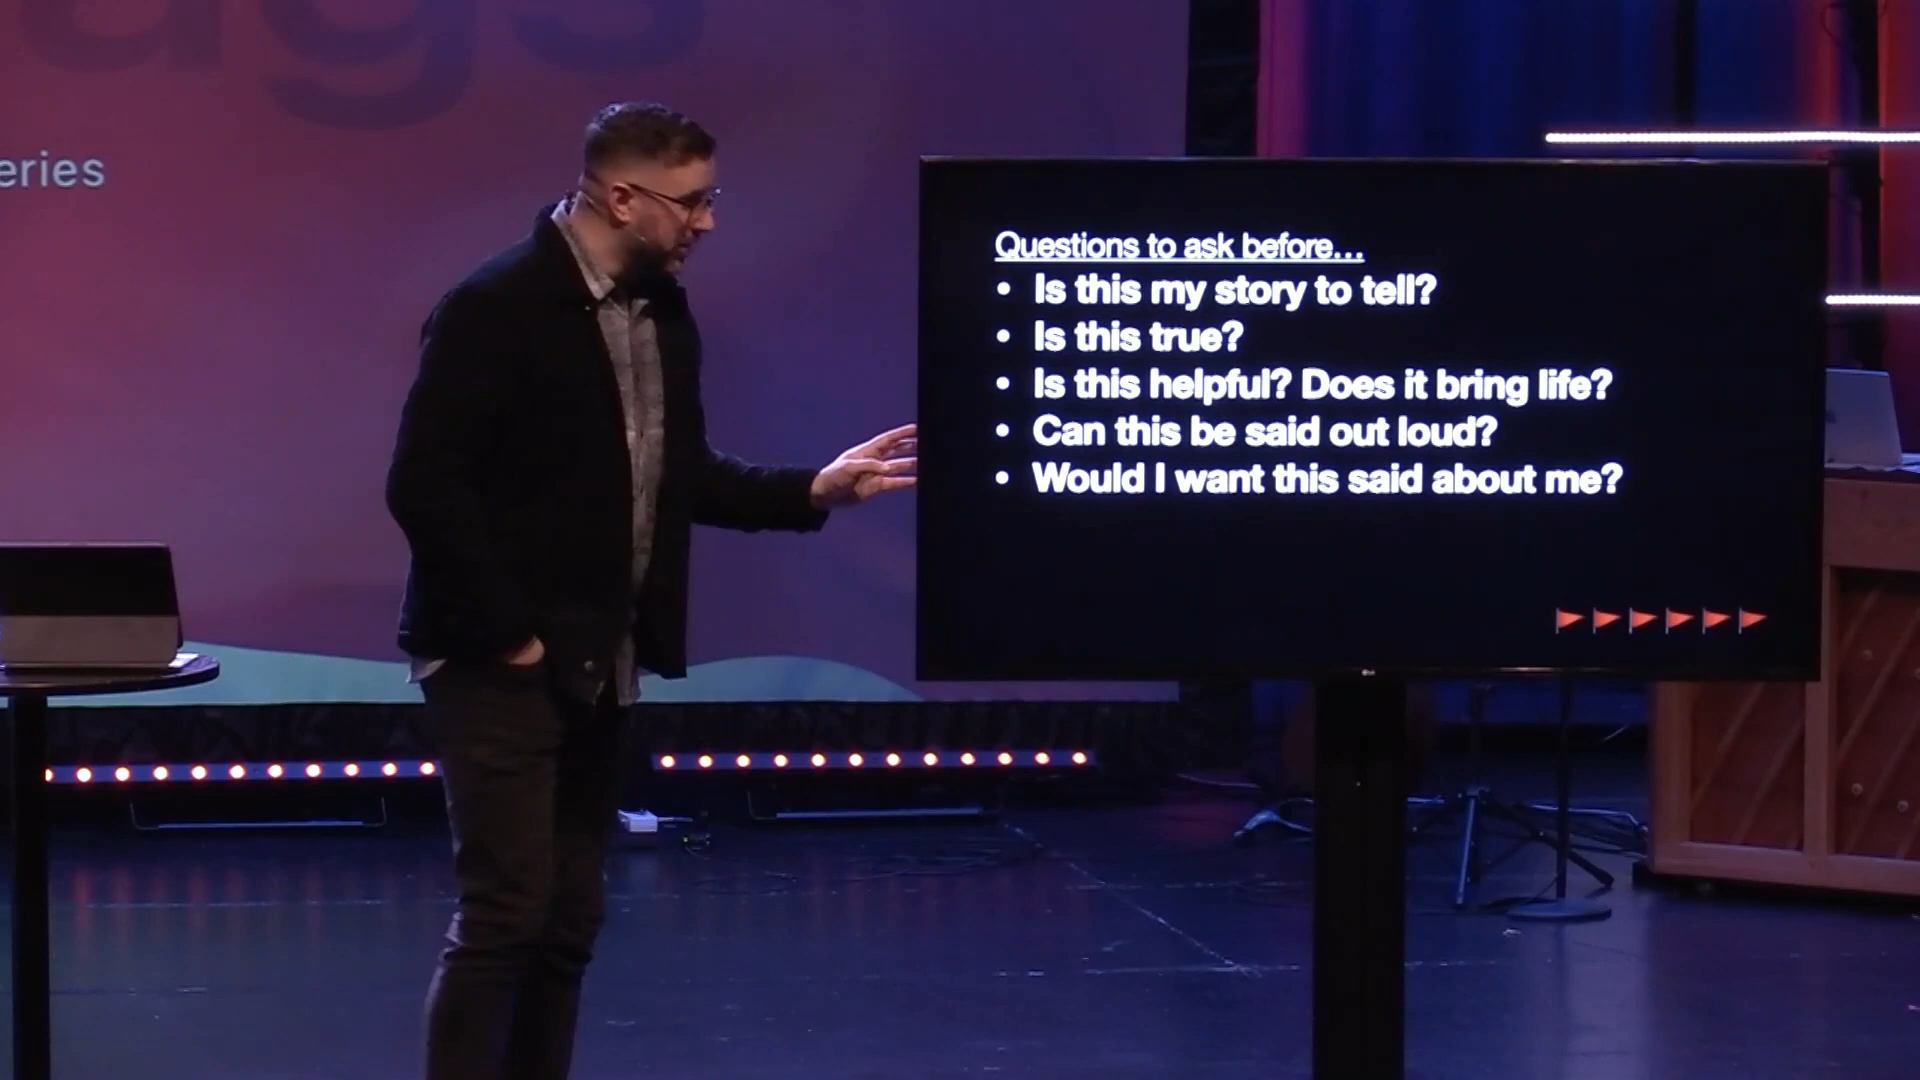 ags
eries
Questions to ask before...
• Is this my story to tell?
• Is this true?
• Is this helpful? Does it bring life?
• Can this be said out loud?
• Would I want this said about me?